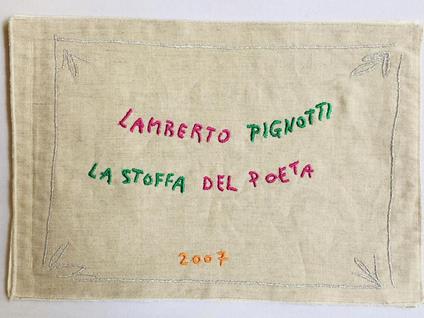 LAMBERTO PIGNOTTI
LA STOFFA DEL POETA
2007